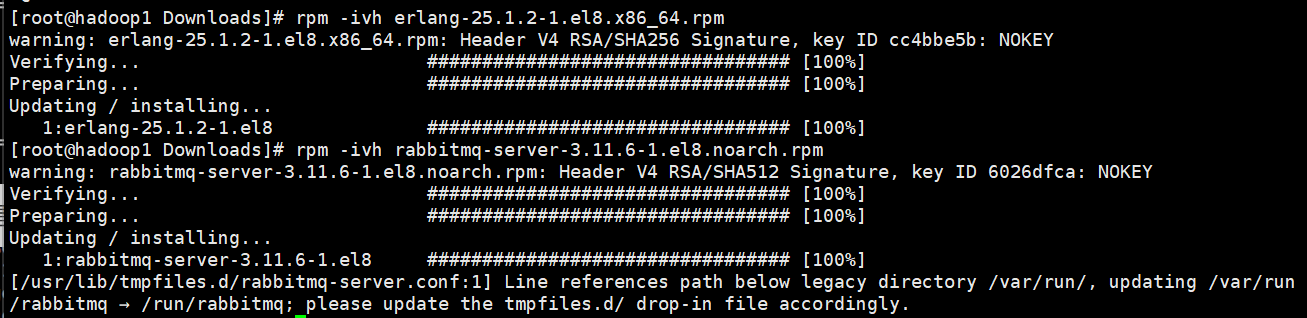 [root@hadoop1 Downloads]# rpm -ivh erlang-25.1.2-1.el8.x86_64.rpm
warning: erlang-25.1.2-1.el8.x86_64.rpm: Header V4 RSA/SHA256 Signature, key ID cc4bbe5b: NOKEY
Verifying... ################################# [100%]
Preparing... ################################# [100%]
Updating / installing...
1:erlang-25.1.2-1.el8 ################################# [100%]
[root@hadoop1 Downloads]# rpm -ivh rabbitmq-server-3.11.6-1.el8.noarch.rpm
warning: rabbitmq-server-3.11.6-1.el8.noarch.rpm: Header V4 RSA/SHA512 Signature, key ID 6026dfca: NOKEY
Verifying... ################################# [100%]
Preparing... ################################# [100%]
Updating / installing...
1:rabbitmq-server-3.11.6-1.el8 ################################# [100%]
[/usr/lib/tmpfiles.d/rabbitmq-server.conf:1] Line references path below legacy directory /var/run/, updating /var/run
/rabbitmq → /run/rabbitmq; please update the tmpfiles.d/ drop-in file accordingly.